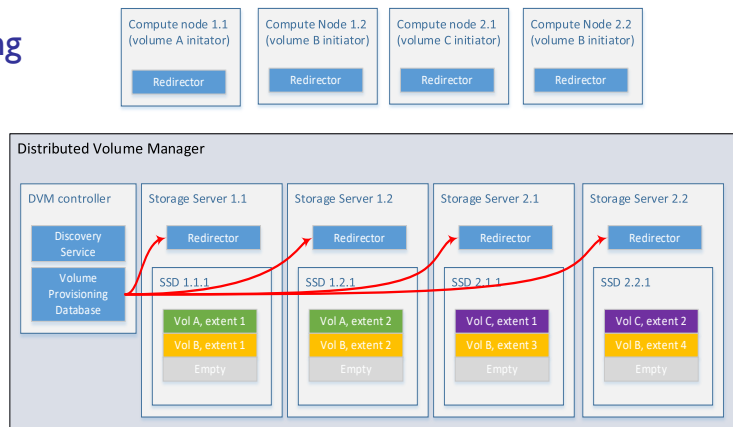 ng
Compute node 1.1
(volume A initator)
Redirector
Compute Node 1.2
(volume B initiator)
Redirector
Compute node 2.1
(volume C initiator)
Redirector
Compute Node 2.2
(volume B initiator)
Redirector
Distributed Volume Manager
DVM controller
Discovery
Service
Volume
Provisioning
Database
Storage Server 1.1
Redirector
SSD 1.1.1
Vol A, extent 1
Vol B, extent 1
Empty
Storage Server 1.2
Redirector
SSD 1.2.1
Vol A, extent 2
Vol B, extent 2
Empty
Storage Server 2.1
Redirector
SSD 2.1.1
Vol C, extent 1
Vol B, extent 3
Empty
Storage Server 2.2
Redirector
SSD 2.2.1
Vol C, extent 2
Vol B, extent 4
Empty